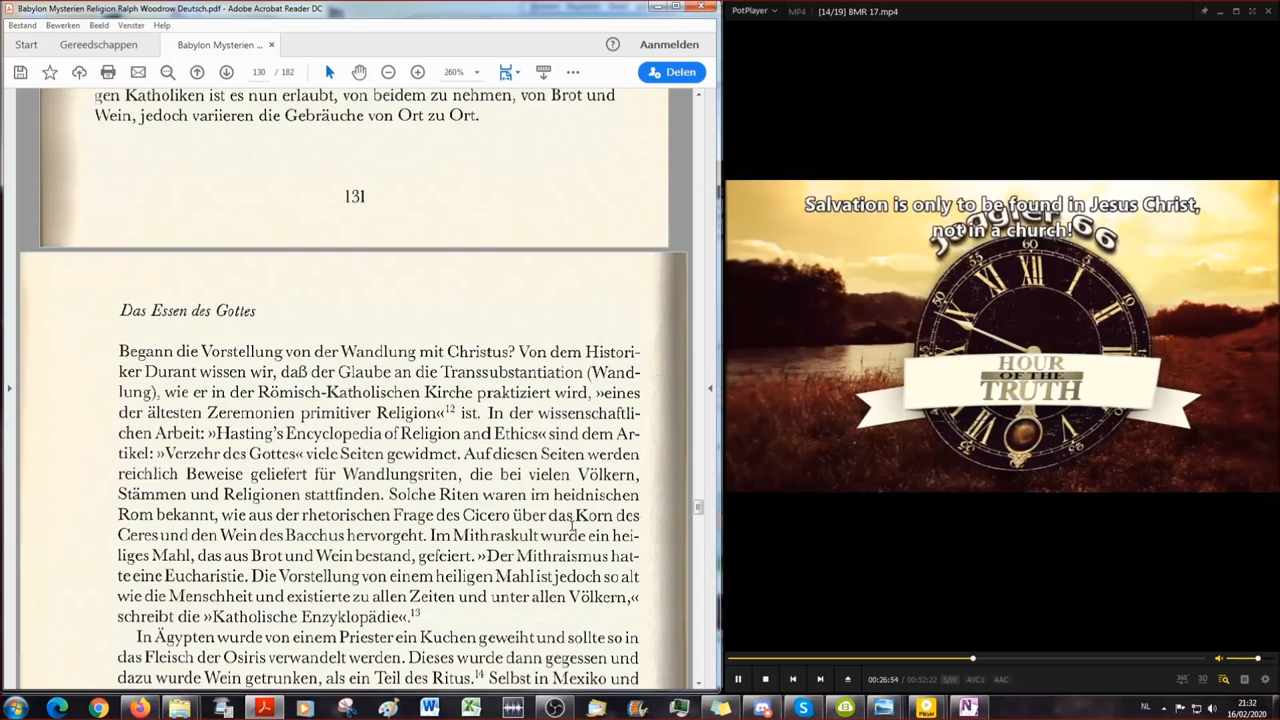 Babylon Mysterien Religion Ralph Woodrow Deutsch.pdf - Adobe Acrobat Reader DC
Bestand Bewerken Beeld Venster Help
Start Gereedschappen Babylon Mysterien ... × Aanmelden
130 / 182 260% Delen
gen Katholiken ist es nun erlaubt, von beidem zu nehmen, von Brot und
Wein, jedoch variieren die Gebräuche von Ort zu Ort.
131
Das Essen des Gottes
Begann die Vorstellung von der Wandlung mit Christus? Von dem Histori-
ker Durant wissen wir, daß der Glaube an die Transsubstantiation (Wand-
lung), wie er in der Römisch-Katholischen Kirche praktiziert wird, »eines
der ältesten Zeremonien primitiver Religion«12 ist. In der wissenschaftli-
chen Arbeit: »Hasting's Encyclopedia of Religion and Ethics« sind dem Ar-
tikel: »Verzehr des Gottes« viele Seiten gewidmet. Auf diesen Seiten werden
reichlich Beweise geliefert für Wandlungsriten, die bei vielen Völkern,
Stämmen und Religionen stattfinden. Solche Riten waren im heidnischen
Rom bekannt, wie aus der rhetorischen Frage des Cicero über das Korn des
Ceres und den Wein des Bacchus hervorgeht. Im Mithraskult wurde ein hei-
liges Mahl, das aus Brot und Wein bestand, gefeiert. »Der Mithraismus hat-
te eine Eucharistie. Die Vorstellung von einem heiligen Mahl ist jedoch so alt
wie die Menschheit und existierte zu allen Zeiten und unter allen Völkern,«
schreibt die »Katholische Enzyklopädie«.13
In Ägypten wurde von einem Priester ein Kuchen geweiht und sollte so in
das Fleisch der Osiris verwandelt werden. Dieses wurde dann gegessen und
dazu wurde Wein getrunken, als ein Teil des Ritus.14 Selbst in Mexiko und
PotPlayer MP4 [14/19] BMR 17.mp4
Salvation is only to be found in Jesus Christ,
not in a church!
juggler 66
60
55 5
50 10
HOUR
OF THE
TRUTH
00:26:54 / 00:52:22 S/W AVC1 AAC
360° 3D
NL 21:32
16/02/2020